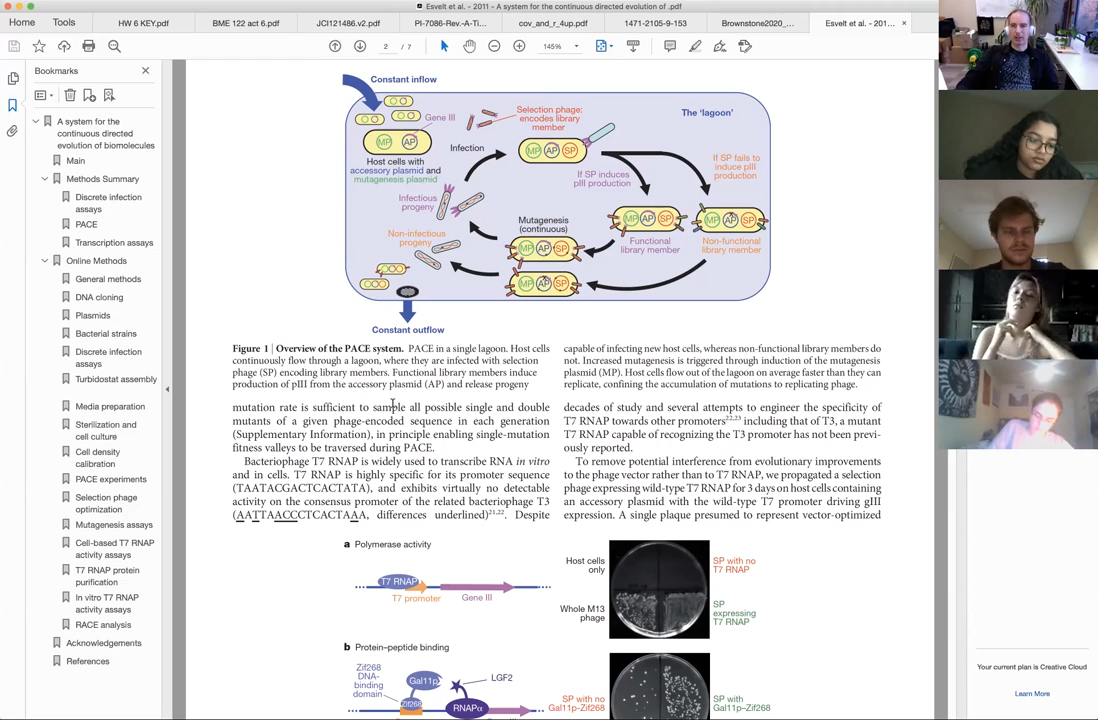 Esvelt et al. - 2011 - A system for the continuous directed evolution of .pdf
Home
Tools
HW 6 KEY.pdf
BME 122 act 6.pdf
JCI121486.v2.pdf
PI-7086-Rev-A-Ti...
cov_and_r_4up.pdf
1471-2105-9-153
Brownstone2020_...
Esvelt et al. - 201...
2 / 7
145%
Bookmarks
A system for the
continuous directed
evolution of biomolecules
Main
Methods Summary
Discrete infection
assays
PACE
Transcription assays
Online Methods
General methods
DNA cloning
Plasmids
Bacterial strains
Discrete infection
assays
Turbidostat assembly
Media preparation
Sterilization and
cell culture
Cell density
calibration
PACE experiments
Selection phage
optimization
Mutagenesis assays
Cell-based T7 RNAP
activity assays
T7 RNAP protein
purification
In vitro T7 RNAP
activity assays
RACE analysis
Acknowledgements
References
Constant inflow
The 'lagoon'
Gene III
Selection phage:
encodes library
member
MP AP
MP AP SP
Infection
Host cells with
accessory plasmid and
mutagenesis plasmid
If SP induces
pIII production
If SP fails to
induce pIII
production
Infectious
progeny
Non-infectious
progeny
Mutagenesis
(continuous)
MP AP SP
MP AP SP
MP AP SP
MP AP SP
Functional
library member
Non-functional
library member
Constant outflow
Figure 1 | Overview of the PACE system. PACE in a single lagoon. Host cells
continuously flow through a lagoon, where they are infected with selection
phage (SP) encoding library members. Functional library members induce
production of pIII from the accessory plasmid (AP) and release progeny
capable of infecting new host cells, whereas non-functional library members do
not. Increased mutagenesis is triggered through induction of the mutagenesis
plasmid (MP). Host cells flow out of the lagoon on average faster than they can
replicate, confining the accumulation of mutations to replicating phage.
mutation rate is sufficient to sample all possible single and double
mutants of a given phage-encoded sequence in each generation
(Supplementary Information), in principle enabling single-mutation
fitness valleys to be traversed during PACE.
Bacteriophage T7 RNAP is widely used to transcribe RNA in vitro
and in cells. T7 RNAP is highly specific for its promoter sequence
(TAATACGACTCACTATA), and exhibits virtually no detectable
activity on the consensus promoter of the related bacteriophage T3
(AATTAACCCTCACTAAA, differences underlined)21,22. Despite
decades of study and several attempts to engineer the specificity of
T7 RNAP towards other promoters22,23 including that of T3, a mutant
T7 RNAP capable of recognizing the T3 promoter has not been previ-
ously reported.
To remove potential interference from evolutionary improvements
to the phage vector rather than to T7 RNAP, we propagated a selection
phage expressing wild-type T7 RNAP for 3 days on host cells containing
an accessory plasmid with the wild-type T7 promoter driving gIII
expression. A single plaque presumed to represent vector-optimized
a Polymerase activity
T7 RNAP
T7 promoter
Gene III
Host cells
only
Whole M13
phage
SP with no
T7 RNAP
SP
expressing
T7 RNAP
b Protein–peptide binding
Zif268
DNA-
binding
domain
Gal11p
Zif268
LGF2
RNAPα
SP with no
Gal11p-Zif268
SP with
Gal11p–Zif268
Your current plan is Creative Cloud
Learn More